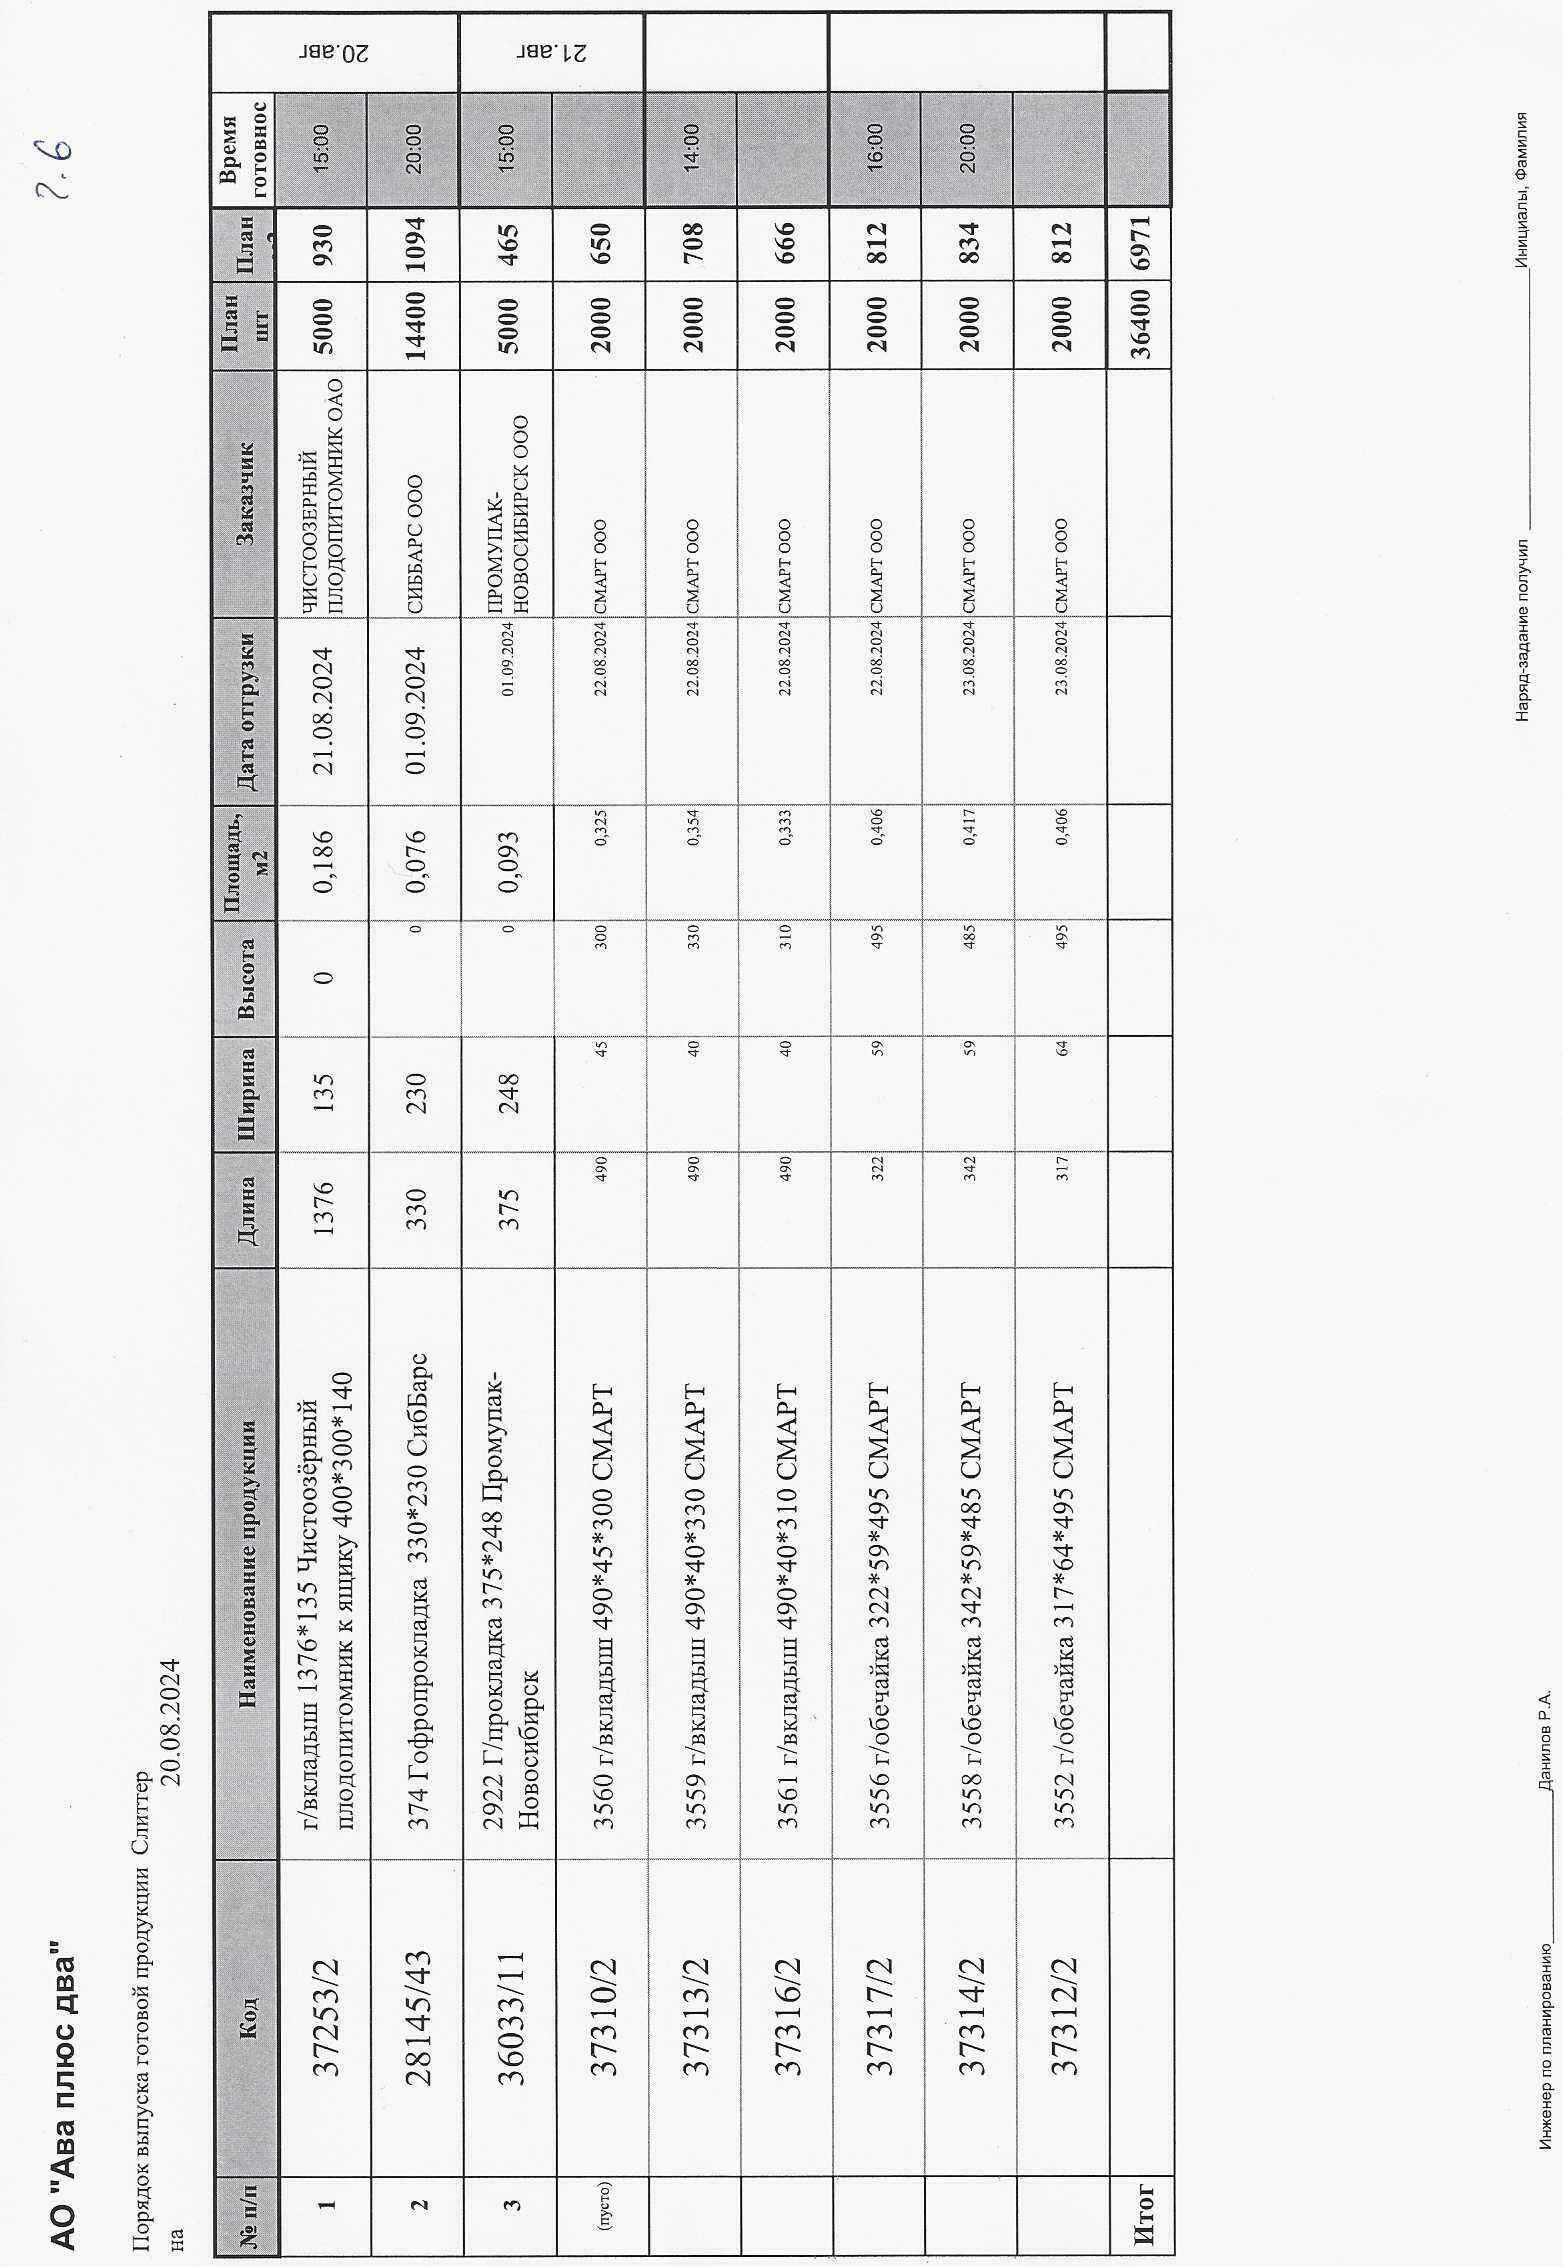 АО "Ава плюс два"
?.6
Порядок выпуска готовой продукции Слиттер
на 20.08.2024
№ п/п Код Наименование продукции Длина Ширина Высота Площадь, м2 Дата отгрузки Заказчик План шт План м2 Время готовнос
1 37253/2 г/вкладыш 1376*135 Чистоозёрный плодопитомник к ящику 400*300*140 1376 135 0 0,186 21.08.2024 ЧИСТООЗЕРНЫЙ ПЛОДОПИТОМНИК ОАО 5000 930 15:00 20.авг
2 28145/43 374 Гофропрокладка 330*230 СибБарс 330 230 0 0,076 01.09.2024 СИББАРС ООО 14400 1094 20:00
3 36033/11 2922 Г/прокладка 375*248 Промупак-Новосибирск 375 248 0 0,093 01.09.2024 ПРОМУПАК-НОВОСИБИРСК ООО 5000 465 15:00 21.авг
(пусто) 37310/2 3560 г/вкладыш 490*45*300 СМАРТ 490 45 300 0,325 22.08.2024 СМАРТ ООО 2000 650
37313/2 3559 г/вкладыш 490*40*330 СМАРТ 490 40 330 0,354 22.08.2024 СМАРТ ООО 2000 708 14:00
37316/2 3561 г/вкладыш 490*40*310 СМАРТ 490 40 310 0,333 22.08.2024 СМАРТ ООО 2000 666
37317/2 3556 г/обечайка 322*59*495 СМАРТ 322 59 495 0,406 22.08.2024 СМАРТ ООО 2000 812 16:00
37314/2 3558 г/обечайка 342*59*485 СМАРТ 342 59 485 0,417 23.08.2024 СМАРТ ООО 2000 834 20:00
37312/2 3552 г/обечайка 317*64*495 СМАРТ 317 64 495 0,406 23.08.2024 СМАРТ ООО 2000 812
Итог 36400 6971
Наряд-задание получил Инициалы, Фамилия
Инженер по планированию Данилов Р.А.